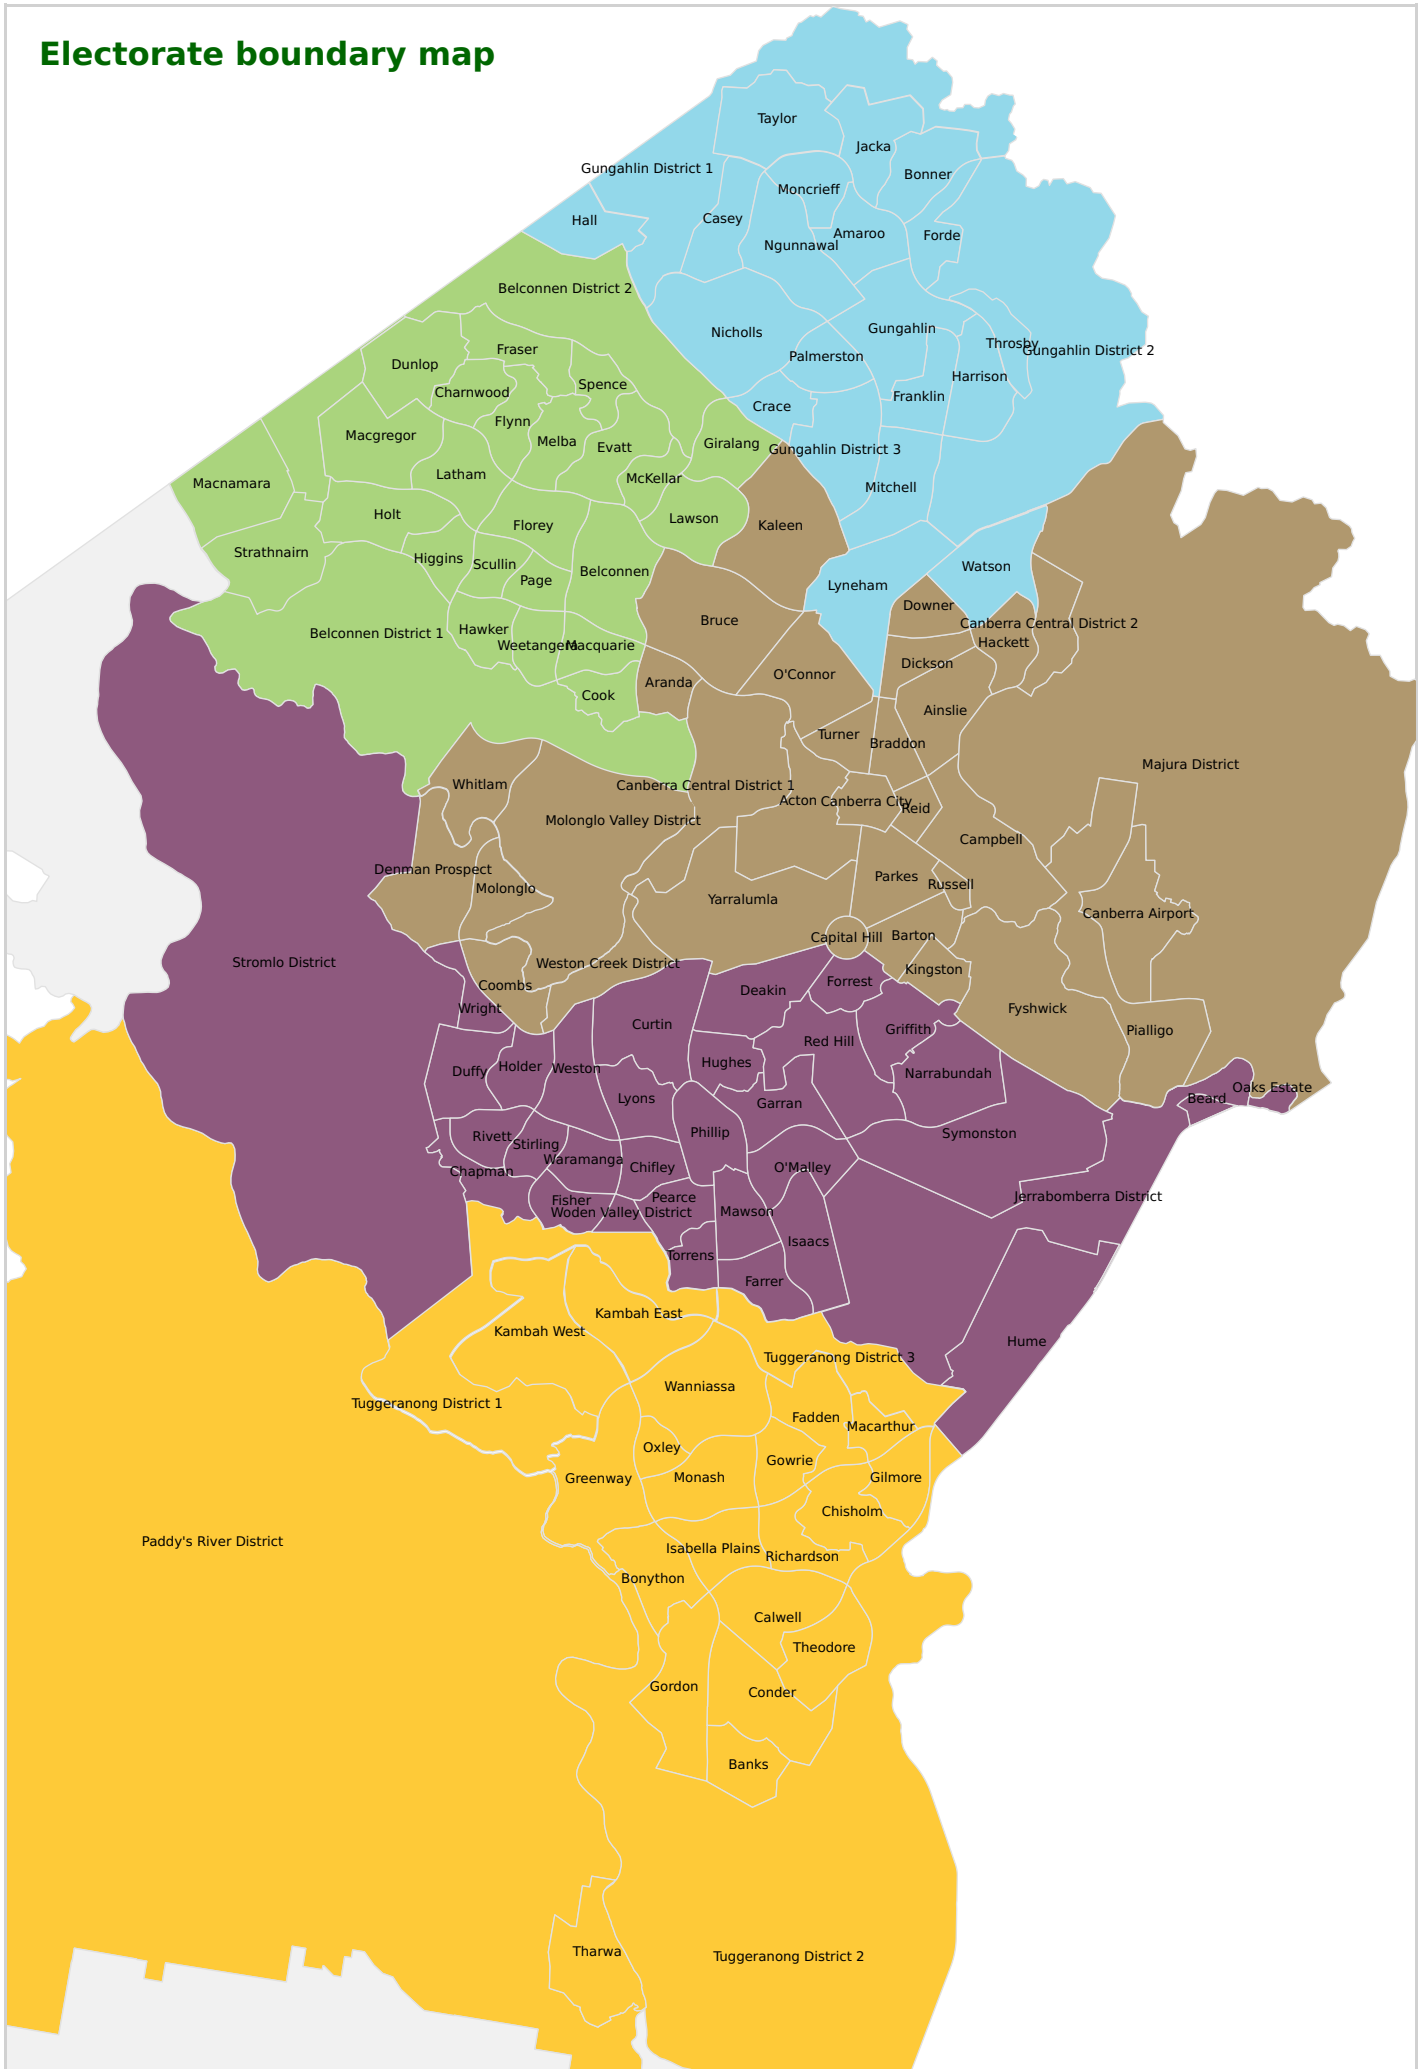 Electorate boundary map
Taylor
Jacka
Gungahlin District 1
Bonner
Moncrieff
Hall
Casey
Amaroo
Forde
Ngunnawal
Belconnen District 2
Gungahlin
Nicholls
Throsby
Fraser
Gungahlin District 2
Palmerston
Dunlop
Harrison
Spence
Charnwood
Franklin
Crace
Flynn
Macgregor
Melba
Giralang
Evatt
Gungahlin District 3
Latham
McKellar
Macnamara
Mitchell
Holt
Lawson
Florey
Kaleen
Strathnairn
Higgins
Scullin
Watson
Belconnen
Page
Lyneham
Downer
Bruce
Canberra Central District 2
Hawker
Belconnen District 1
Hackett
Weetangera
Macquarie
Dickson
O'Connor
Aranda
Cook
Ainslie
Turner
Braddon
Majura District
Whitlam
Canberra Central District 1
Acton
Canberra City
Reid
Molonglo Valley District
Campbell
Denman Prospect
Parkes
Russell
Molonglo
Yarralumla
Canberra Airport
Barton
Capital Hill
Stromlo District
Weston Creek District
Kingston
Forrest
Coombs
Deakin
Wright
Fyshwick
Curtin
Griffith
Pialligo
Red Hill
Hughes
Holder
Weston
Duffy
Narrabundah
Oaks Estate
Lyons
Beard
Garran
Phillip
Symonston
Rivett
Stirling
Waramanga
Chifley
O'Malley
Chapman
Pearce
Jerrabomberra District
Fisher
Woden Valley District
Mawson
Isaacs
Torrens
Farrer
Kambah East
Kambah West
Hume
Tuggeranong District 3
Wanniassa
Tuggeranong District 1
Fadden
Macarthur
Oxley
Gowrie
Greenway
Monash
Gilmore
Chisholm
Paddy's River District
Isabella Plains
Richardson
Bonython
Calwell
Theodore
Gordon
Conder
Banks
Tharwa
Tuggeranong District 2